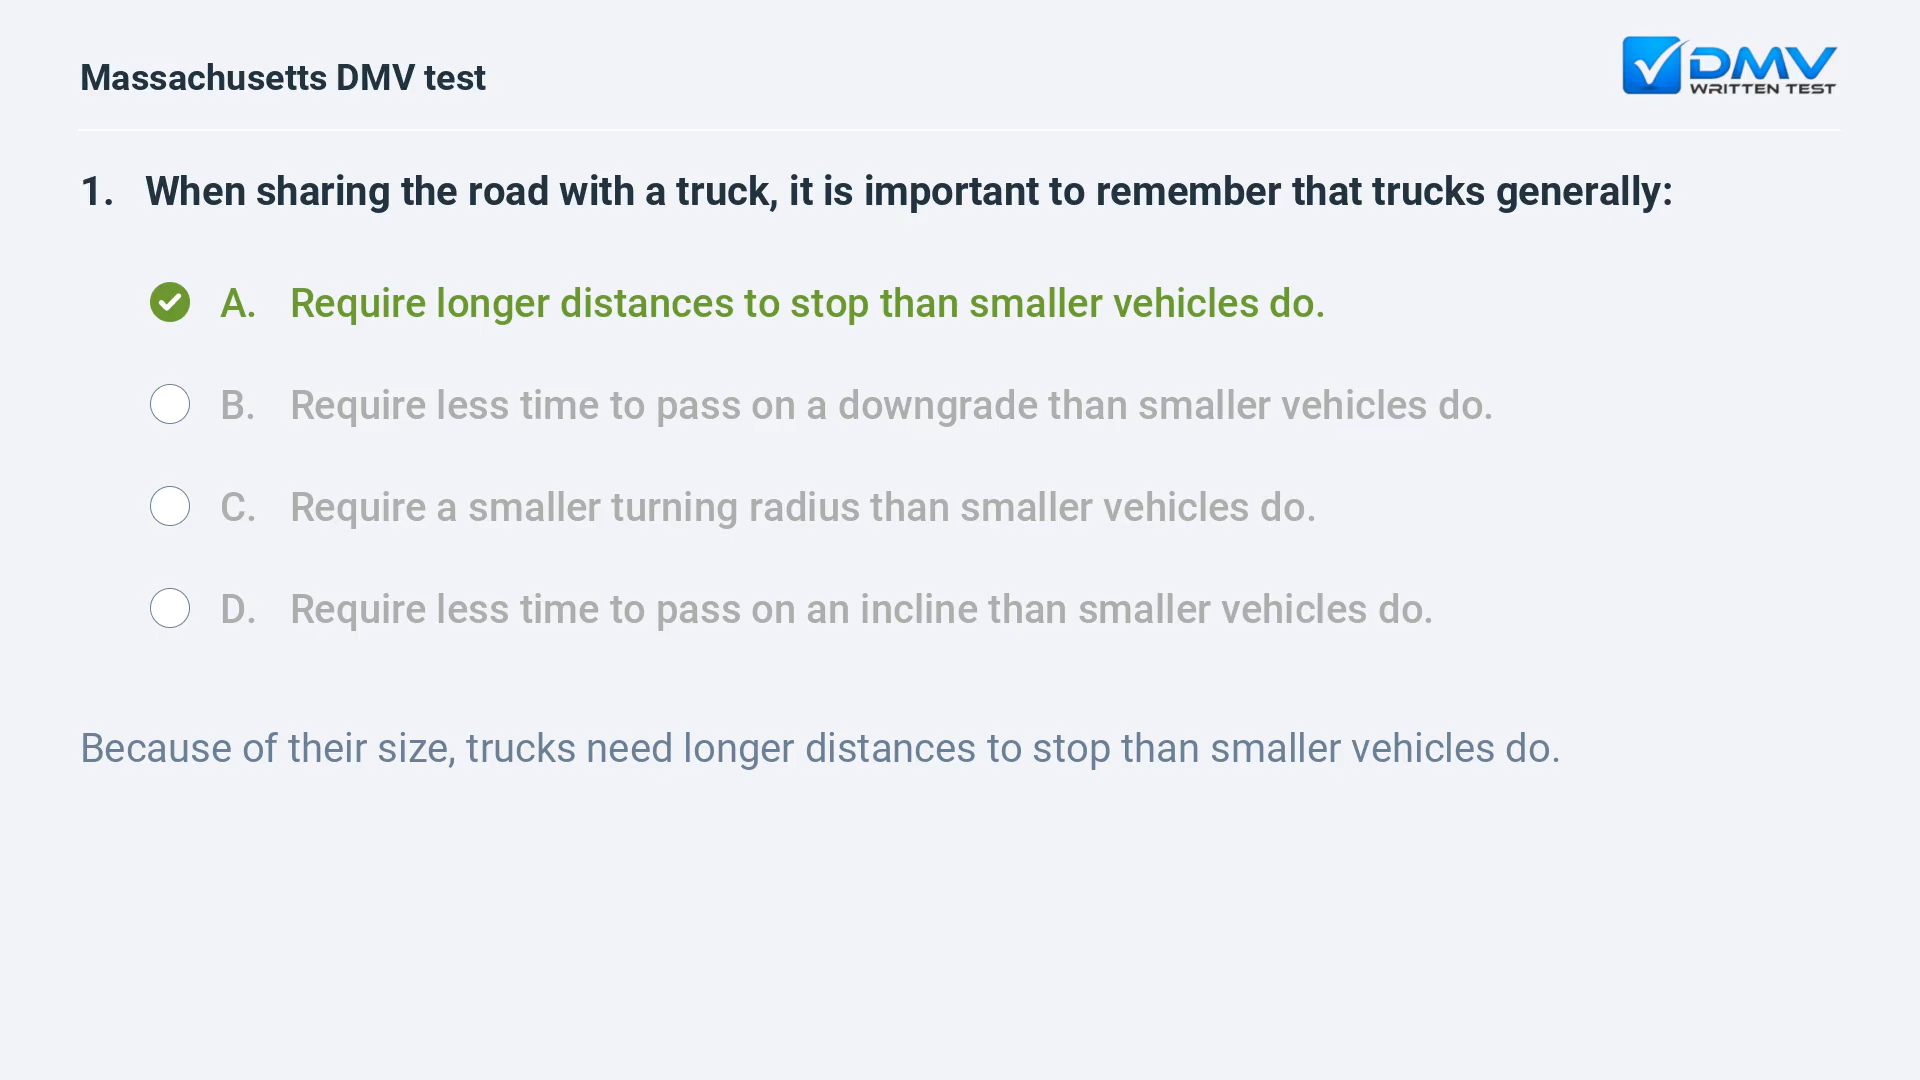 Massachusetts DMV test
DMV
WRITTEN TEST
1. When sharing the road with a truck, it is important to remember that trucks generally:
A. Require longer distances to stop than smaller vehicles do.
B. Require less time to pass on a downgrade than smaller vehicles do.
C. Require a smaller turning radius than smaller vehicles do.
D. Require less time to pass on an incline than smaller vehicles do.
Because of their size, trucks need longer distances to stop than smaller vehicles do.